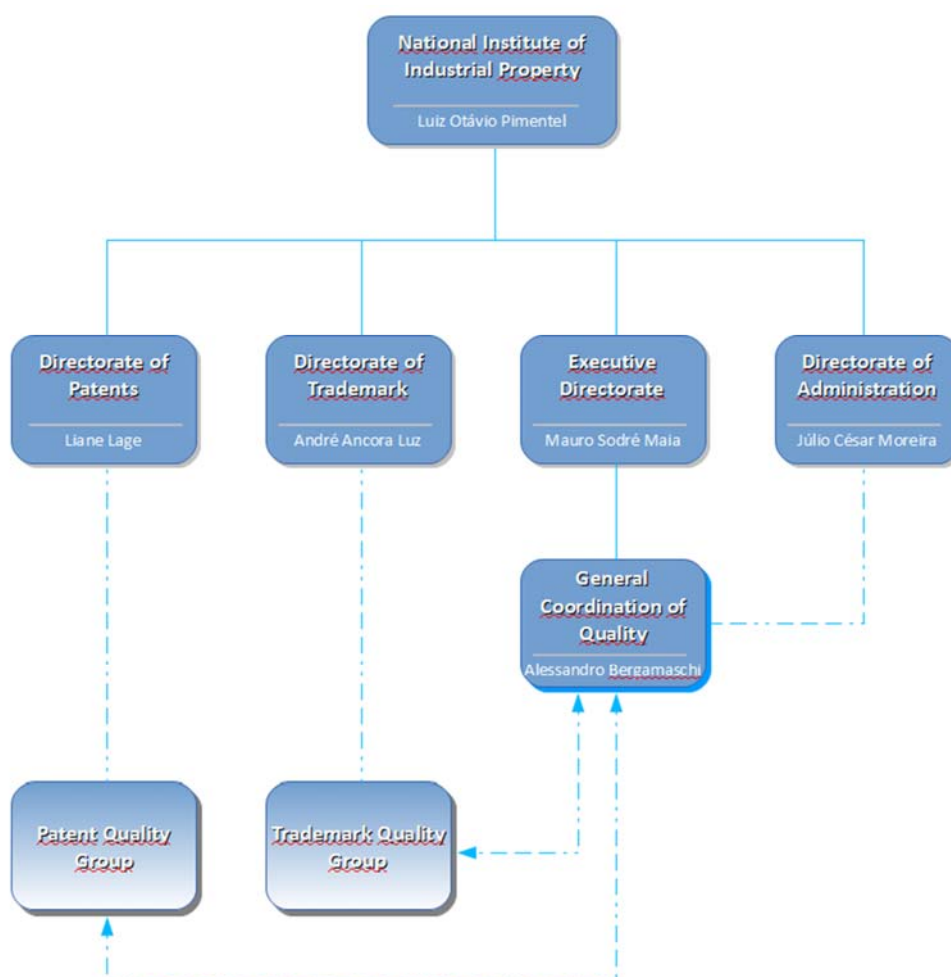 National Institute of
Industrial Property
Luiz Otávio Pimentel
Directorate of
Patents
Liane Lage
Directorate of
Trademark
André Ancora Luz
Executive
Directorate
Mauro Sodré Maia
Directorate of
Administration
Júlio César Moreira
General
Coordination of
Quality
Alessandro Bergamaschi
Patent Quality
Group
Trademark Quality
Group